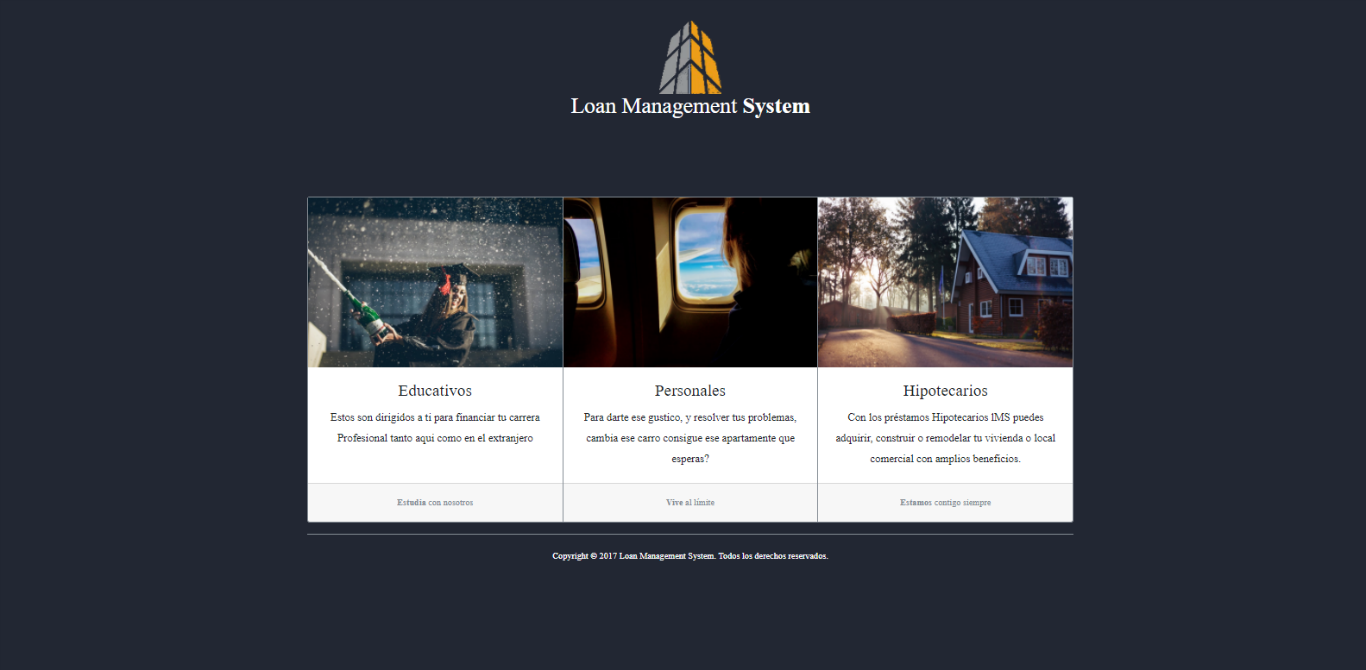 Loan Management System
Educativos
Estos son dirigidos a ti para financiar tu carrera
Profesional tanto aqui como en el extranjero
Estudia con nosotros
Personales
Para darte ese gustico, y resolver tus problemas,
cambia ese carro consigue ese apartamente que
esperas?
Vive al límite
Hipotecarios
Con los préstamos Hipotecarios lMS puedes
adquirir, construir o remodelar tu vivienda o local
comercial con amplios beneficios.
Estamos contigo siempre
Copyright © 2017 Loan Management System. Todos los derechos reservados.